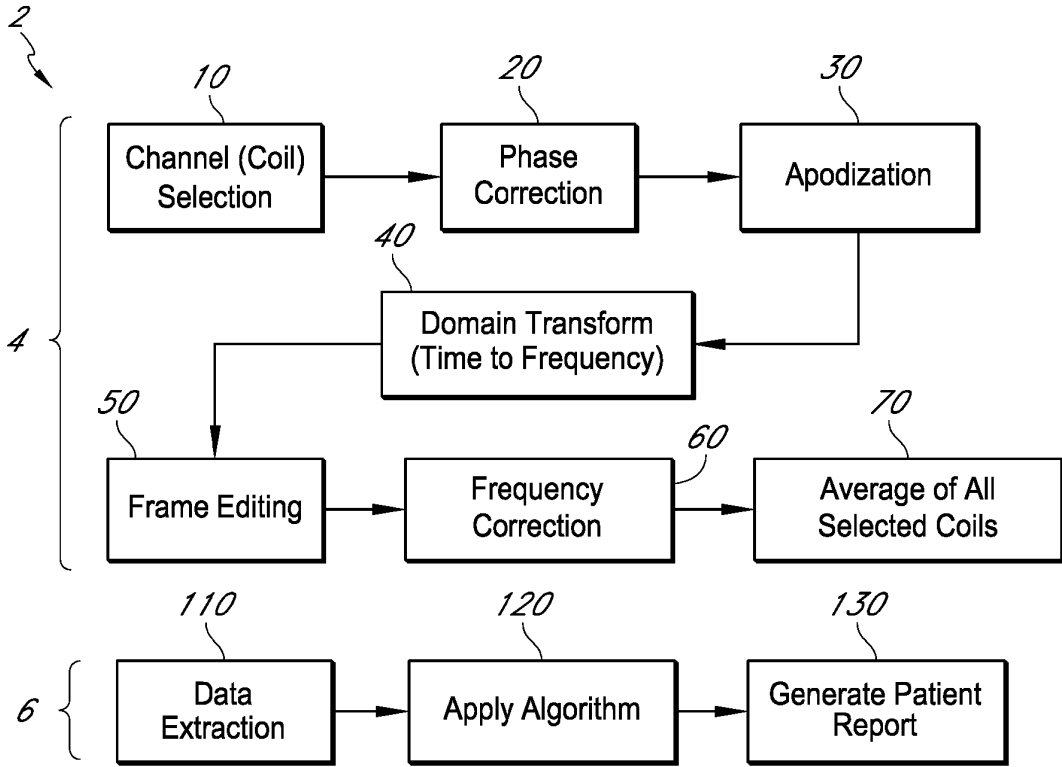 2
10
20
30
Channel (Coil)
Selection
Phase
Correction
Apodization
40
Domain Transform
(Time to Frequency)
4
50
60
70
Frame Editing
Frequency
Correction
Average of All
Selected Coils
110
120
130
6
Data
Extraction
Apply Algorithm
Generate Patient
Report